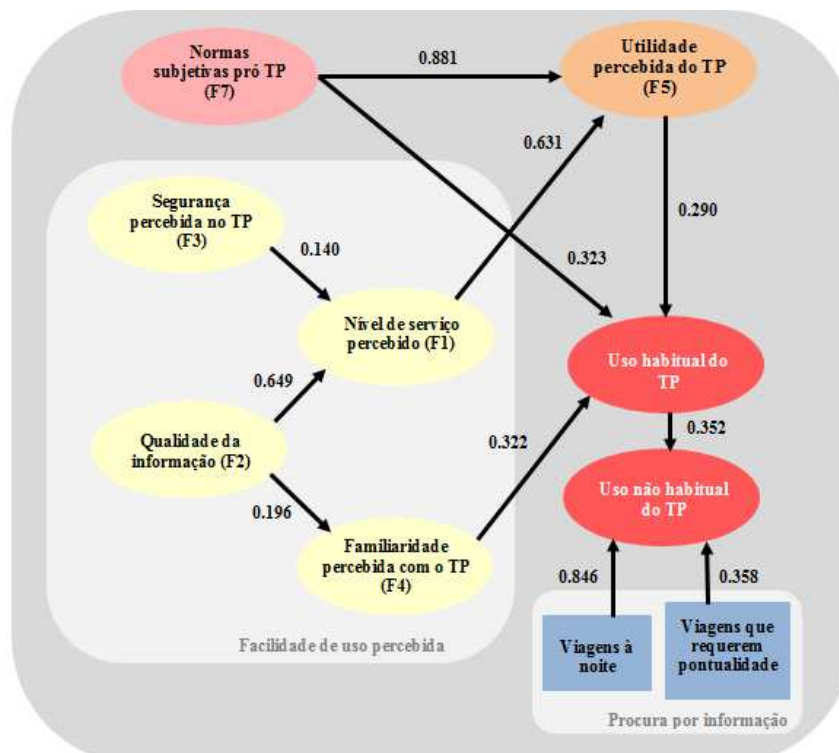 Normas
subjetivas pró TP
(F7)
0.881
Utilidade
percebida do TP
(F5)
0.631
Segurança
percebida no TP
(F3)
0.140
0.290
0.323
Nível de serviço
percebido (F1)
Uso habitual do
TP
0.649
0.352
Qualidade da
informação (F2)
0.322
Uso não habitual
do TP
0.196
Familiaridade
percebida com o TP
(F4)
0.846
0.358
Facilidade de uso percebida
Viagens à
noite
Viagens que
requerem
pontualidade
Procura por informação